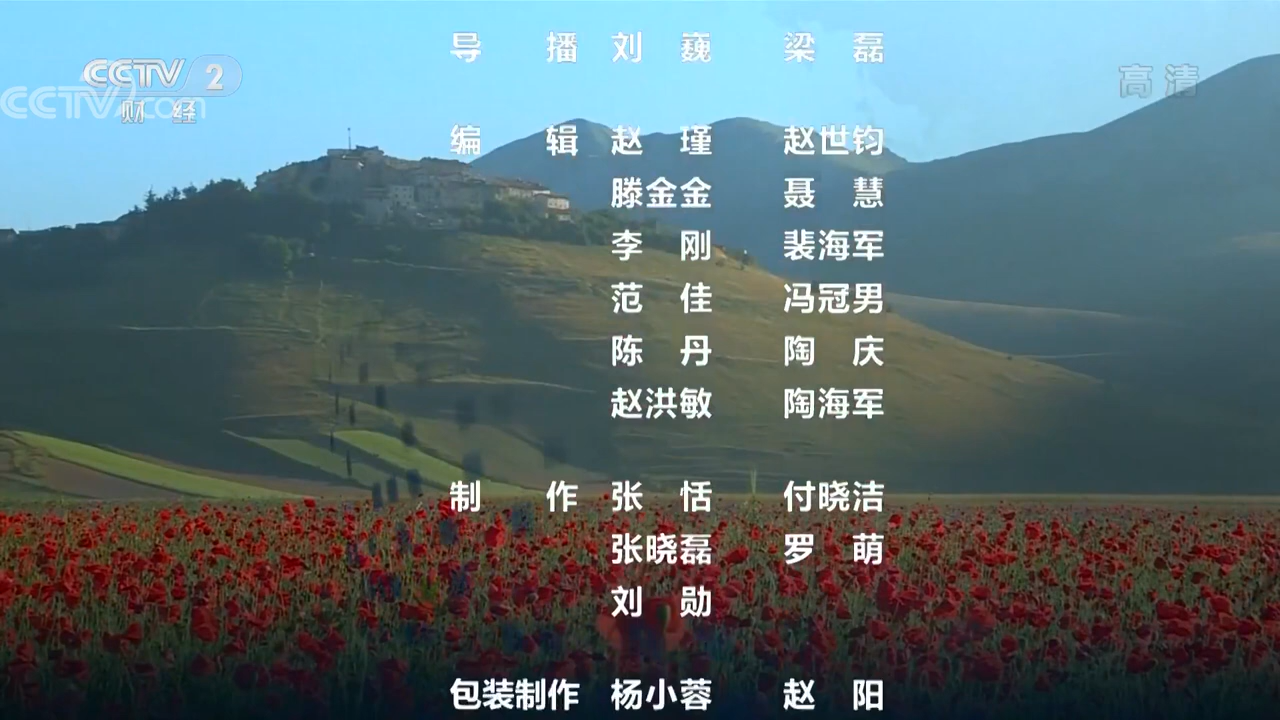 导 播 刘 巍 梁 磊
CCTV 2
CCTV.com
财 经
高清
编 辑 赵 瑾 赵世钧
滕金金 聂 慧
李 刚 裴海军
范 佳 冯冠男
陈 丹 陶 庆
赵洪敏 陶海军
制 作 张 恬 付晓洁
张晓磊 罗 萌
刘 勋
包装制作 杨小蓉 赵 阳